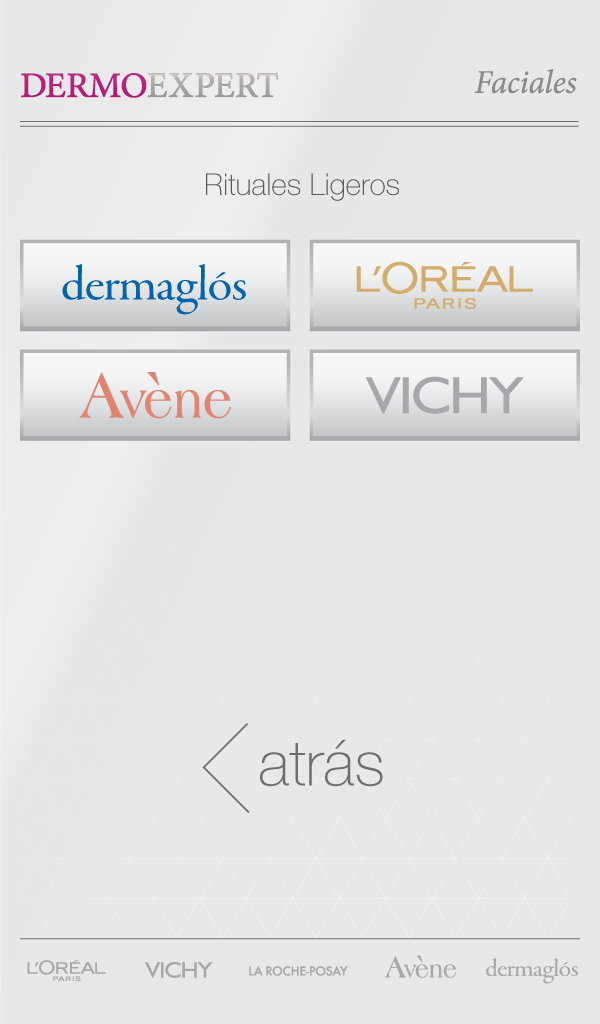 DERMOEXPERT
Faciales
Rituales Ligeros
dermaglós
L'ORÉAL
PARiS
Avène
VICHY
atrás
L'ORÉAL
PARiS
VICHY
LA ROCHE-POSAY
Avène
dermaglós